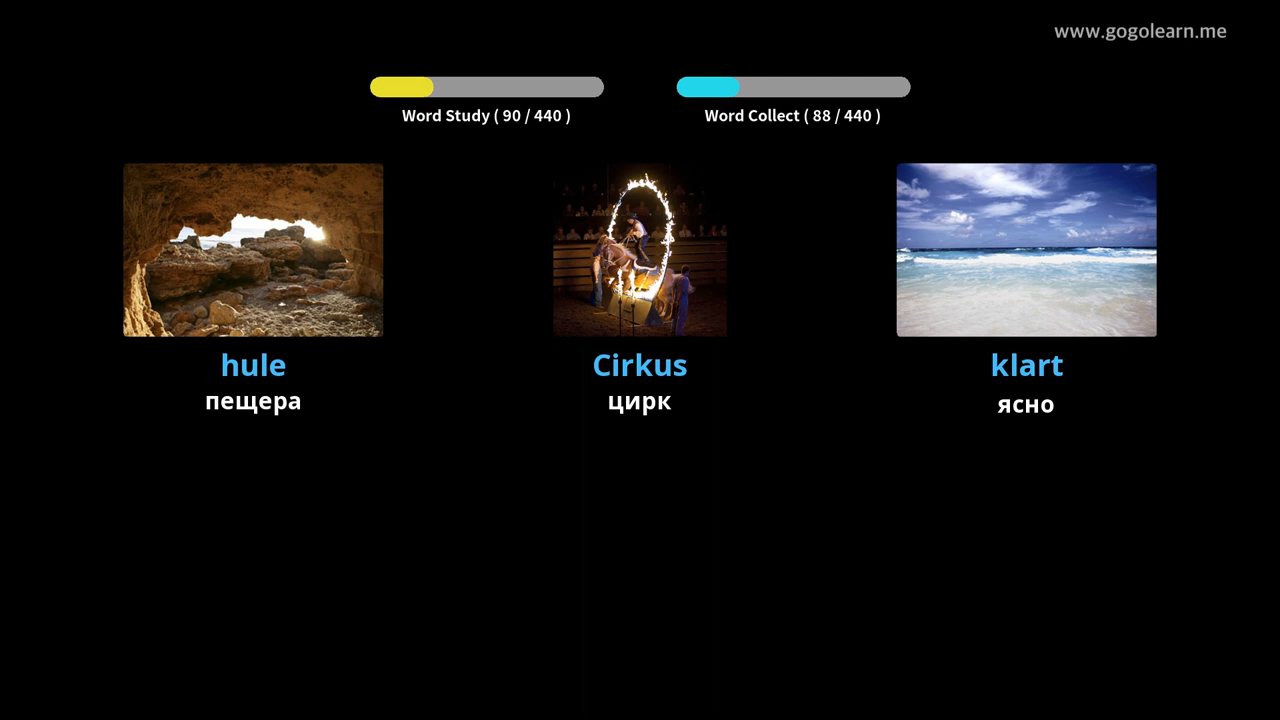 www.gogolearn.me
Word Study ( 90 / 440 )
Word Collect ( 88 / 440 )
hule
пещера
Cirkus
цирк
klart
ясно